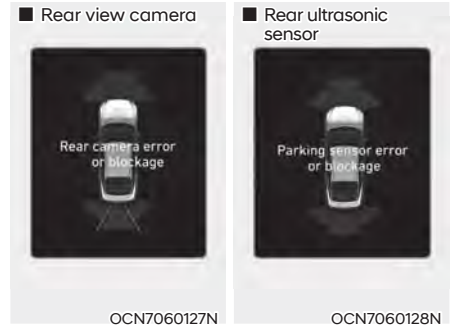 ■ Rear view camera
Rear camera error
or blockage
OCN7060127N
■ Rear ultrasonic
sensor
Parking sensor error
or blockage
OCN7060128N